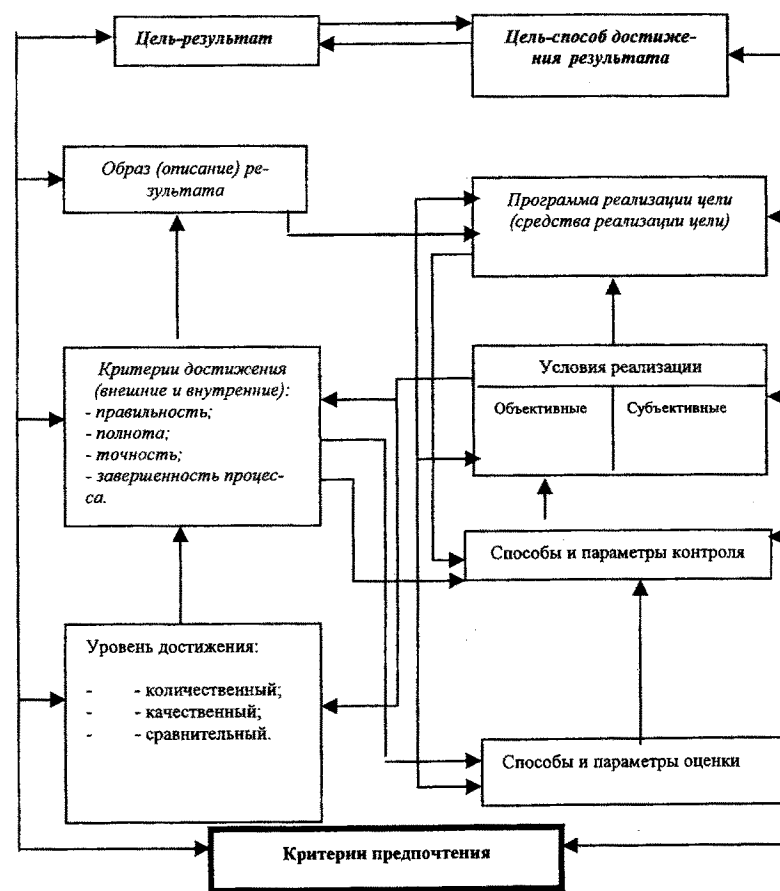 Цель-результат
Цель-способ достиже-
ния результата
Образ (описание) ре-
зультата
Программа реализации цели
(средства реализации цели)
Критерии достижения
(внешние и внутренние):
- правильность;
- полнота;
- точность;
- завершенность процес-
са.
Условия реализации
Объективные
Субъективные
Способы и параметры контроля
Уровень достижения:
- - количественный;
- - качественный;
- - сравнительный.
Способы и параметры оценки
Критерии предпочтения